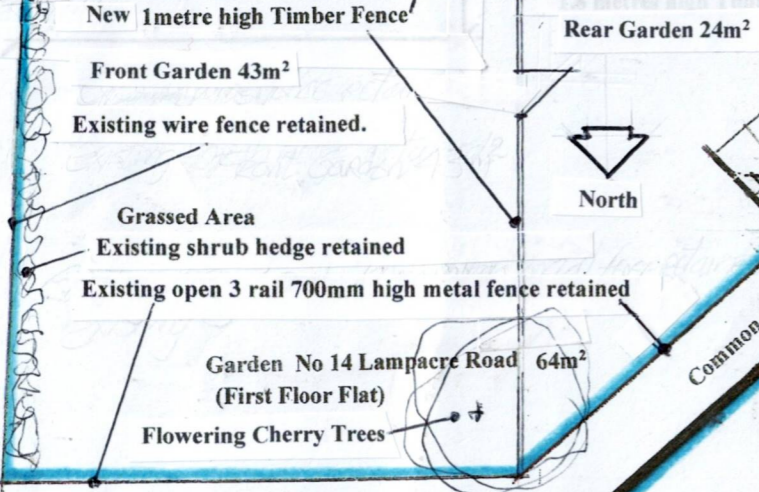 New 1metre high Timber Fence
Rear Garden 24m²
Front Garden 43m²
Existing wire fence retained.
North
Grassed Area
Existing shrub hedge retained
Existing open 3 rail 700mm high metal fence retained
Garden No 14 Lampacre Road 64m²
(First Floor Flat)
Flowering Cherry Trees
Common